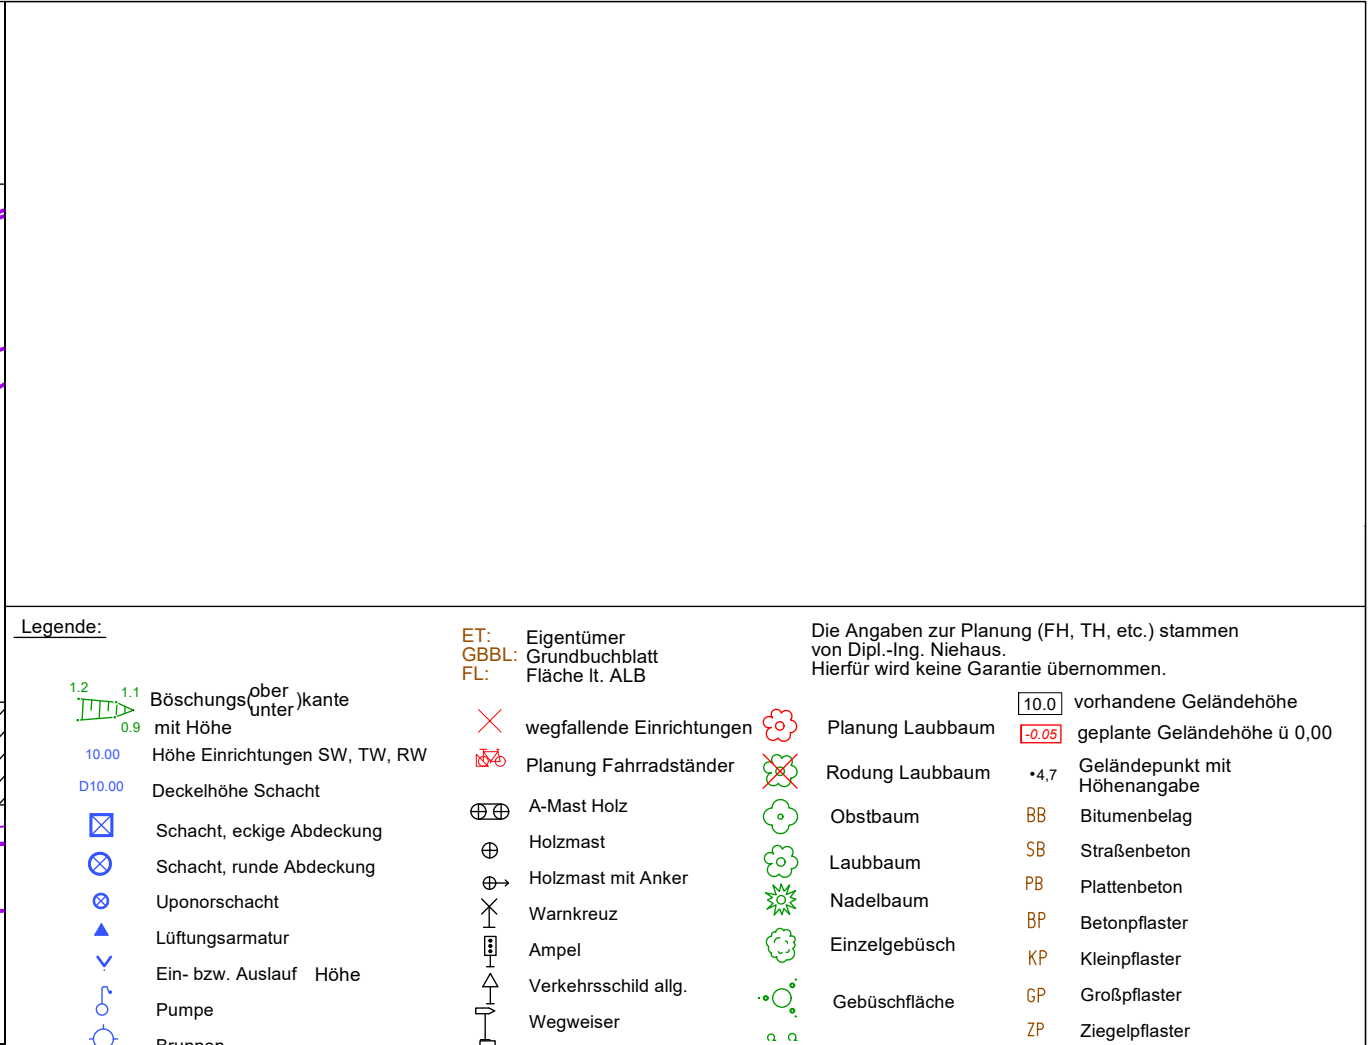 Legende:
1.2
1.1
0.9
Böschungs(ober
unter)kante
mit Höhe
10.00 Höhe Einrichtungen SW, TW, RW
D10.00 Deckelhöhe Schacht
Schacht, eckige Abdeckung
Schacht, runde Abdeckung
Uponorschacht
Lüftungsarmatur
Ein- bzw. Auslauf Höhe
Pumpe
Brunnen
ET: Eigentümer
GBBL: Grundbuchblatt
FL: Fläche lt. ALB
wegfallende Einrichtungen
Planung Fahrradständer
A-Mast Holz
Holzmast
Holzmast mit Anker
Warnkreuz
Ampel
Verkehrsschild allg.
Wegweiser
Die Angaben zur Planung (FH, TH, etc.) stammen
von Dipl.-Ing. Niehaus.
Hierfür wird keine Garantie übernommen.
Planung Laubbaum
Rodung Laubbaum
Obstbaum
Laubbaum
Nadelbaum
Einzelgebüsch
Gebüschfläche
10.0 vorhandene Geländehöhe
-0.05 geplante Geländehöhe ü 0,00
•4,7 Geländepunkt mit
Höhenangabe
BB Bitumenbelag
SB Straßenbeton
PB Plattenbeton
BP Betonpflaster
KP Kleinpflaster
GP Großpflaster
ZP Ziegelpflaster